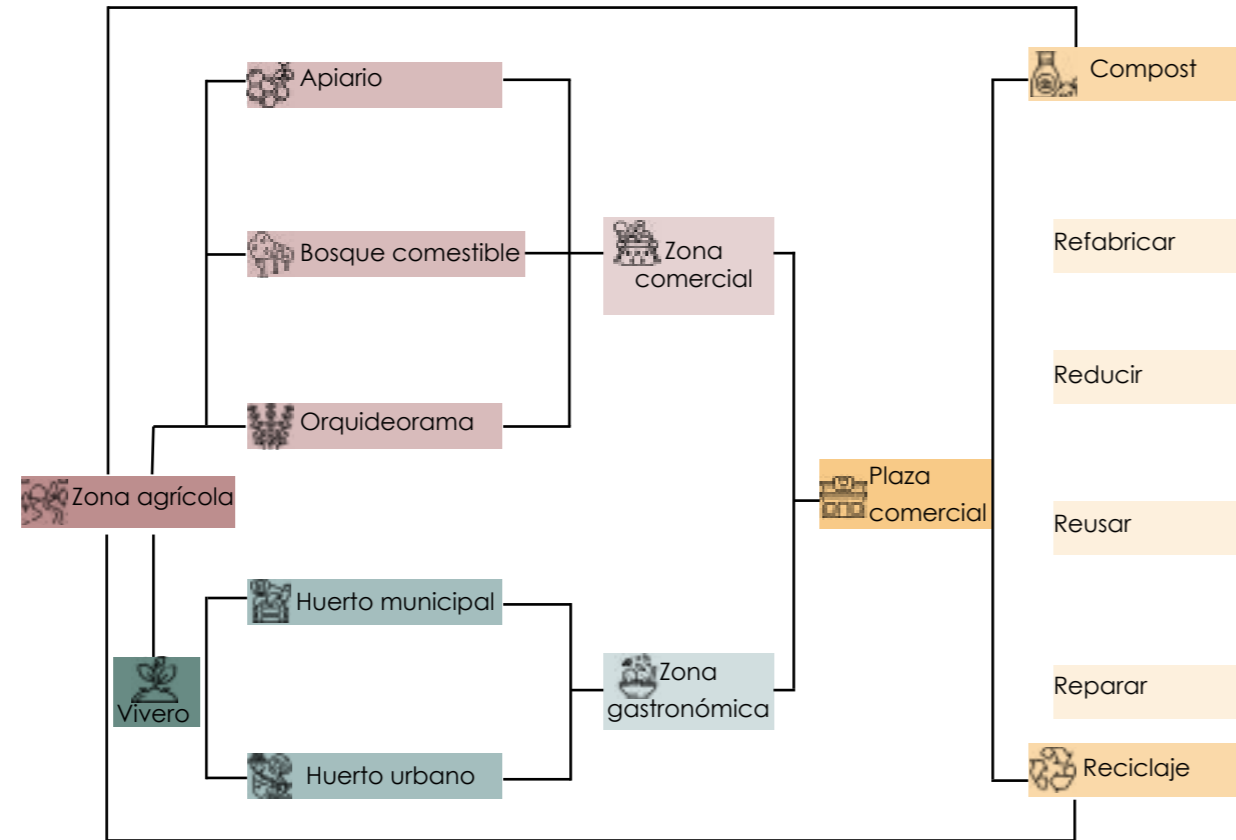 Compost
Apiario
Refabricar
Bosque comestible
Zona
comercial
Reducir
Orquideorama
Plaza
comercial
Zona agrícola
Reusar
Huerto municipal
Zona
gastronómica
Reparar
Vivero
Huerto urbano
Reciclaje